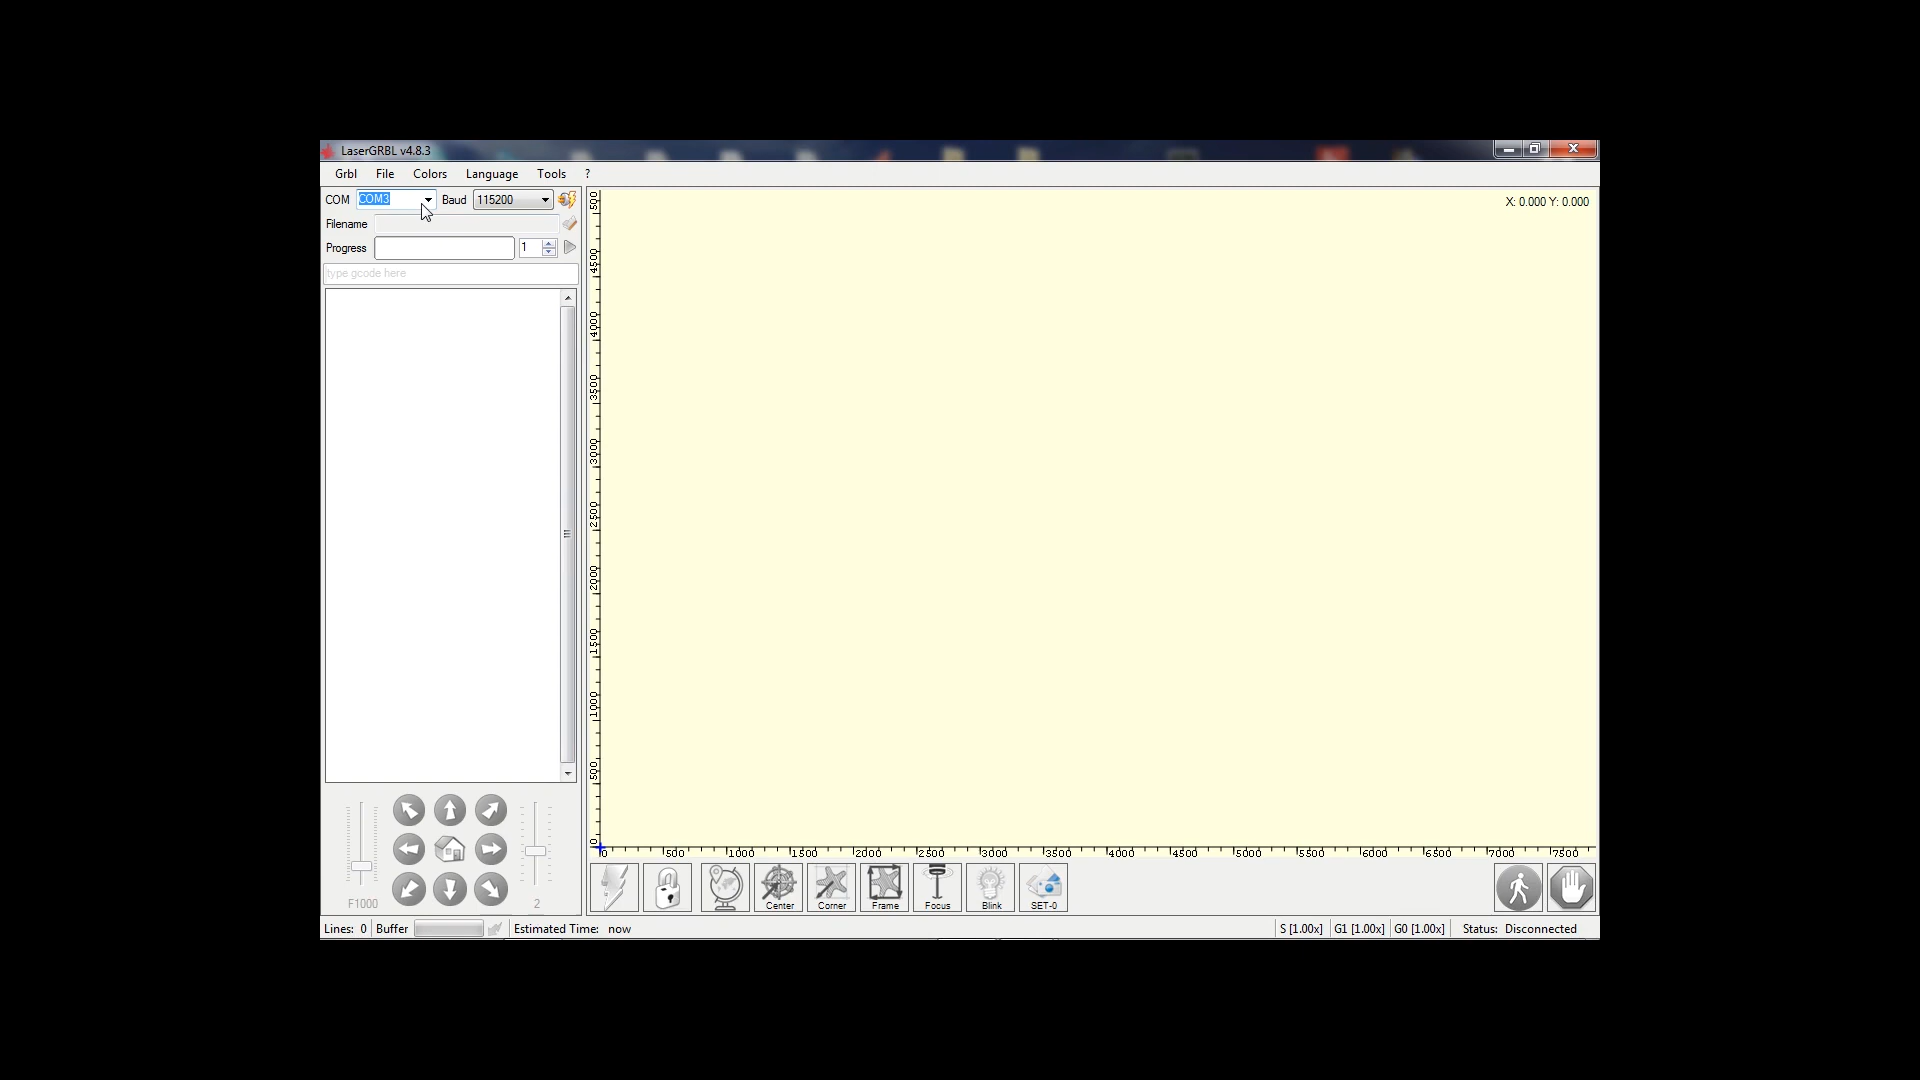 LaserGRBL v4.8.3
Grbl File Colors Language Tools ?
COM COM3 Baud 115200
Filename
Progress 1
type gcode here
X: 0.000 Y: 0.000
500
4500
4000
3500
3000
2500
2000
1500
1000
500
0
0 500 1000 1500 2000 2500 3000 3500 4000 4500 5000 5500 6000 6500 7000 7500
F1000 2
Center Corner Frame Focus Blink SET-0
Lines: 0 Buffer Estimated Time: now S [1.00x] G1 [1.00x] G0 [1.00x] Status: Disconnected